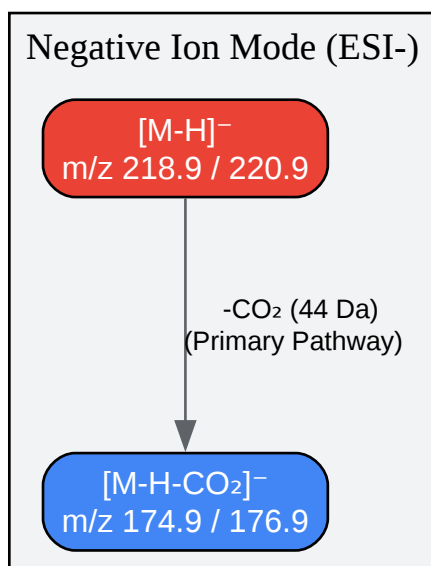 Negative Ion Mode (ESI-)
[M-H]⁻
m/z 218.9 / 220.9
-CO₂ (44 Da)
(Primary Pathway)
[M-H-CO₂]⁻
m/z 174.9 / 176.9